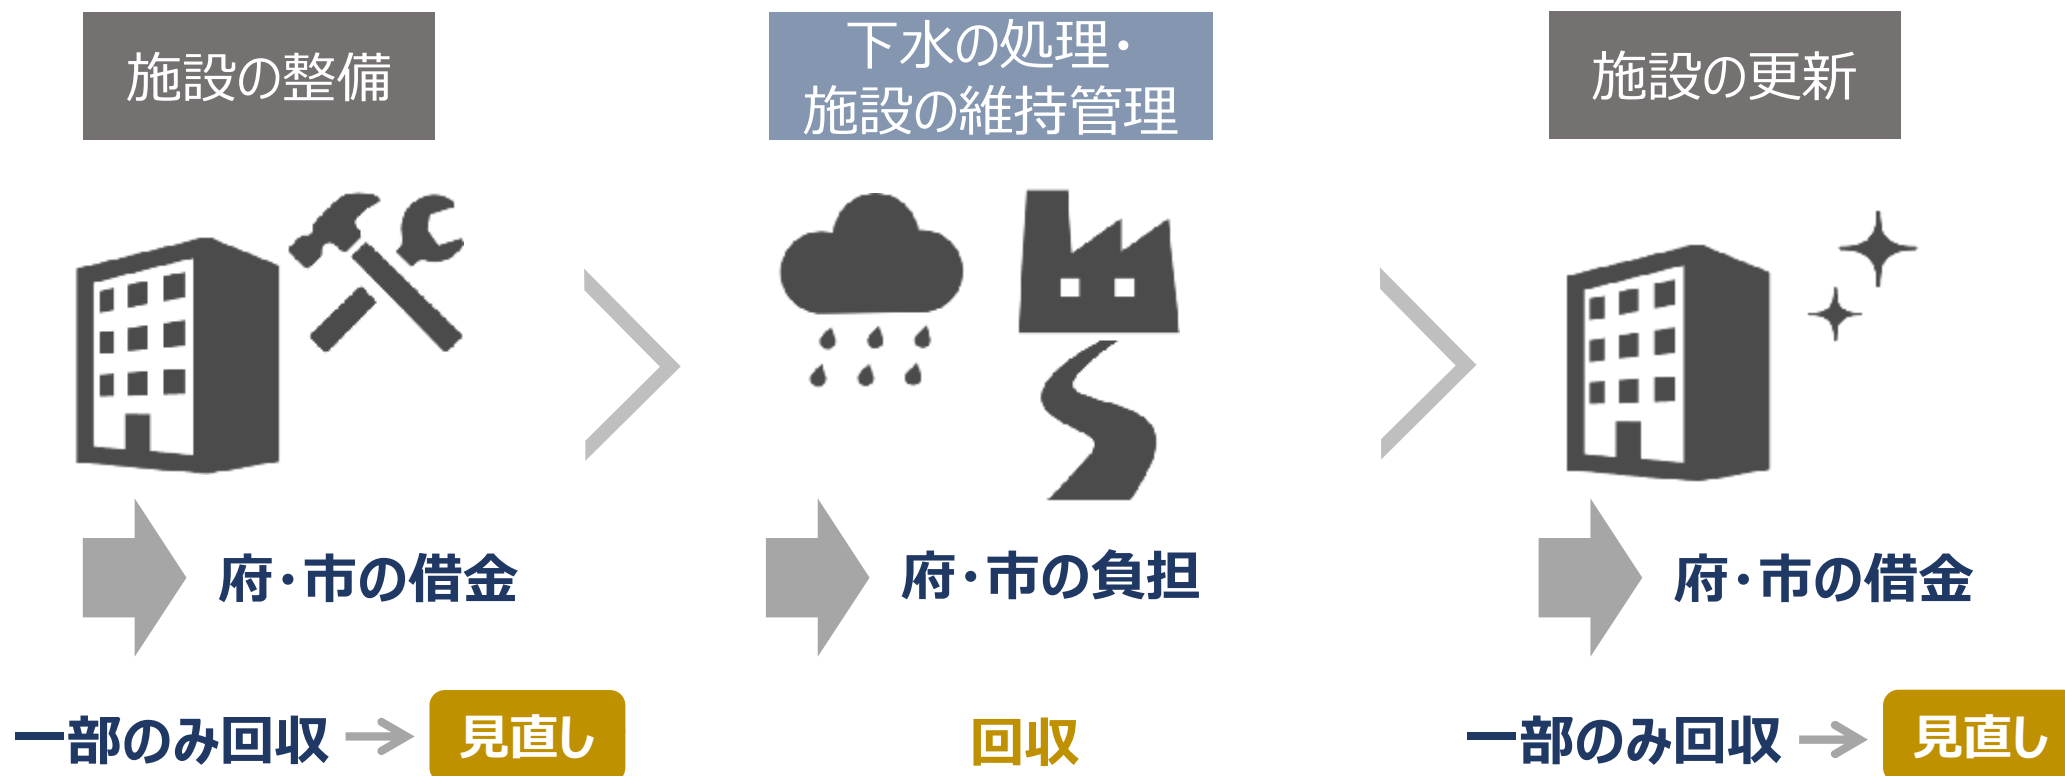 施設の整備
下水の処理・
施設の維持管理
施設の更新
府・市の借金
府・市の負担
府・市の借金
一部のみ回収
見直し
回収
一部のみ回収
見直し